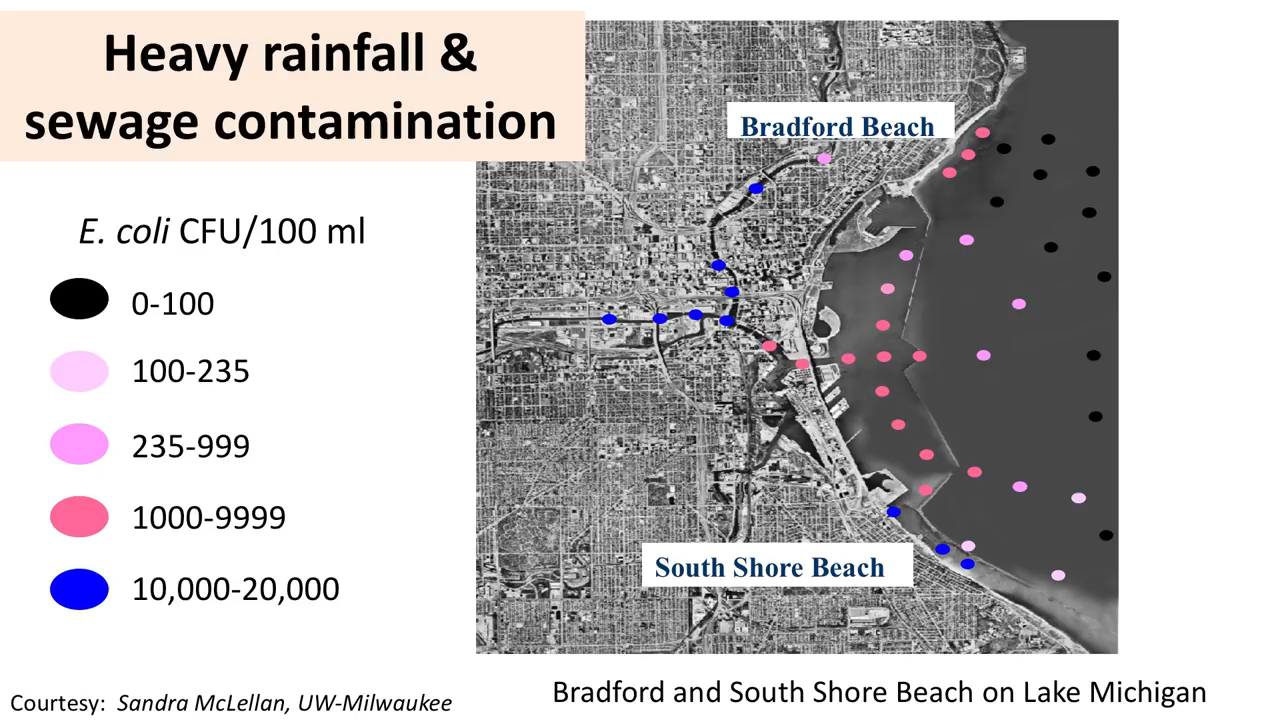 Heavy rainfall &
sewage contamination
Bradford Beach
E. coli CFU/100 ml
0-100
100-235
235-999
1000-9999
10,000-20,000
South Shore Beach
Courtesy: Sandra McLellan, UW-Milwaukee
Bradford and South Shore Beach on Lake Michigan